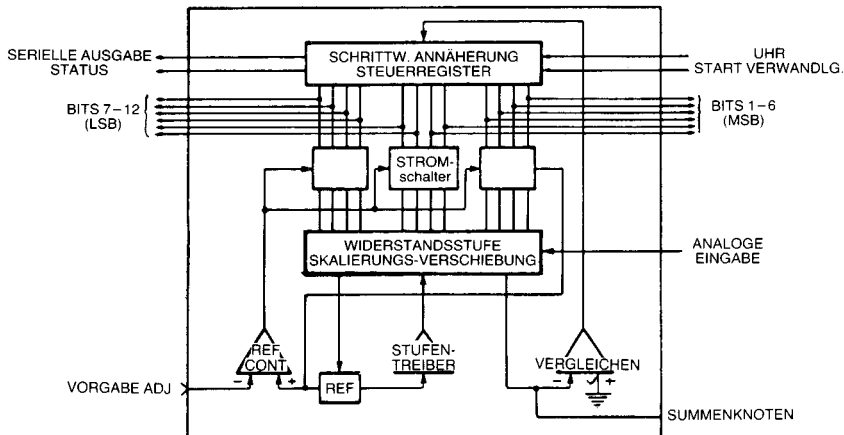 SERIELLE AUSGABE
STATUS
SCHRITTW. ANNÄHERUNG
STEUERREGISTER
UHR
START VERWANDLG.
BITS 7–12
(LSB)
BITS 1–6
(MSB)
STROM-
schalter
WIDERSTANDSSTUFE
SKALIERUNGS-VERSCHIEBUNG
ANALOGE
EINGABE
REF
CONT
- +
STUFEN-
TREIBER
VERGLEICHEN
- +
VORGABE ADJ
REF
SUMMENKNOTEN